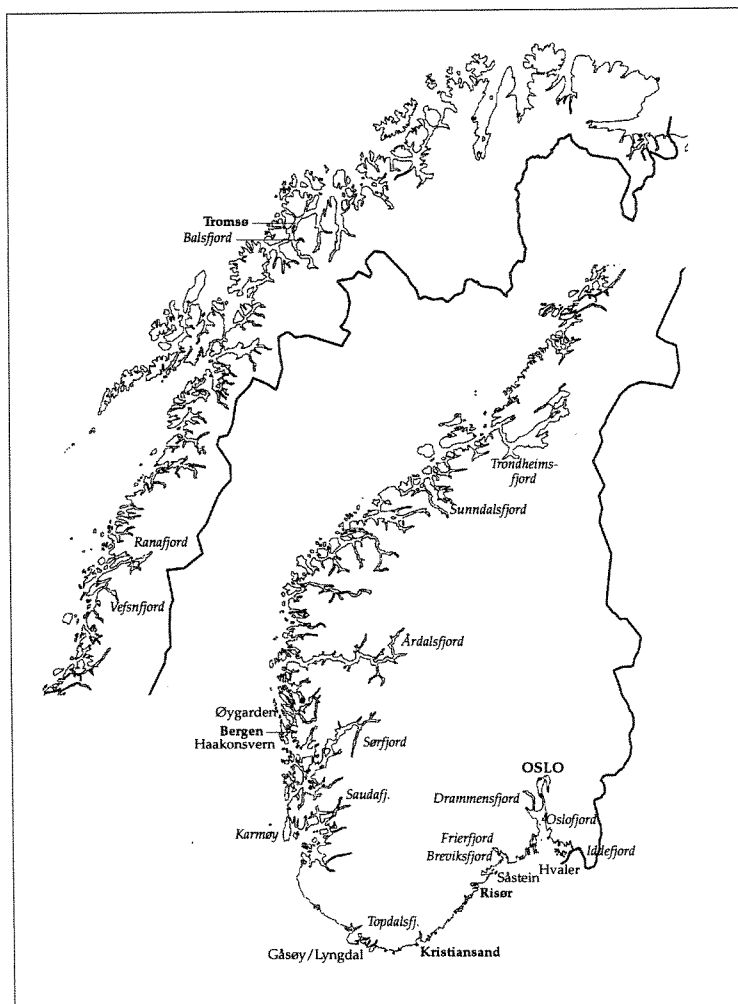 Tromsø
Balsfjord
Trondheims-
fjord
Sunndalsfjord
Ranafjord
Vefsnfjord
Årdalsfjord
Øygarden
Bergen
Haakonsvern
Sørfjord
OSLO
Drammensfjord
Saudafj.
Oslofjord
Karmøy
Frierfjord
Breviksfjord
Iddefjord
Hvaler
Såstein
Risør
Topdalsfj.
Gåsøy/Lyngdal
Kristiansand